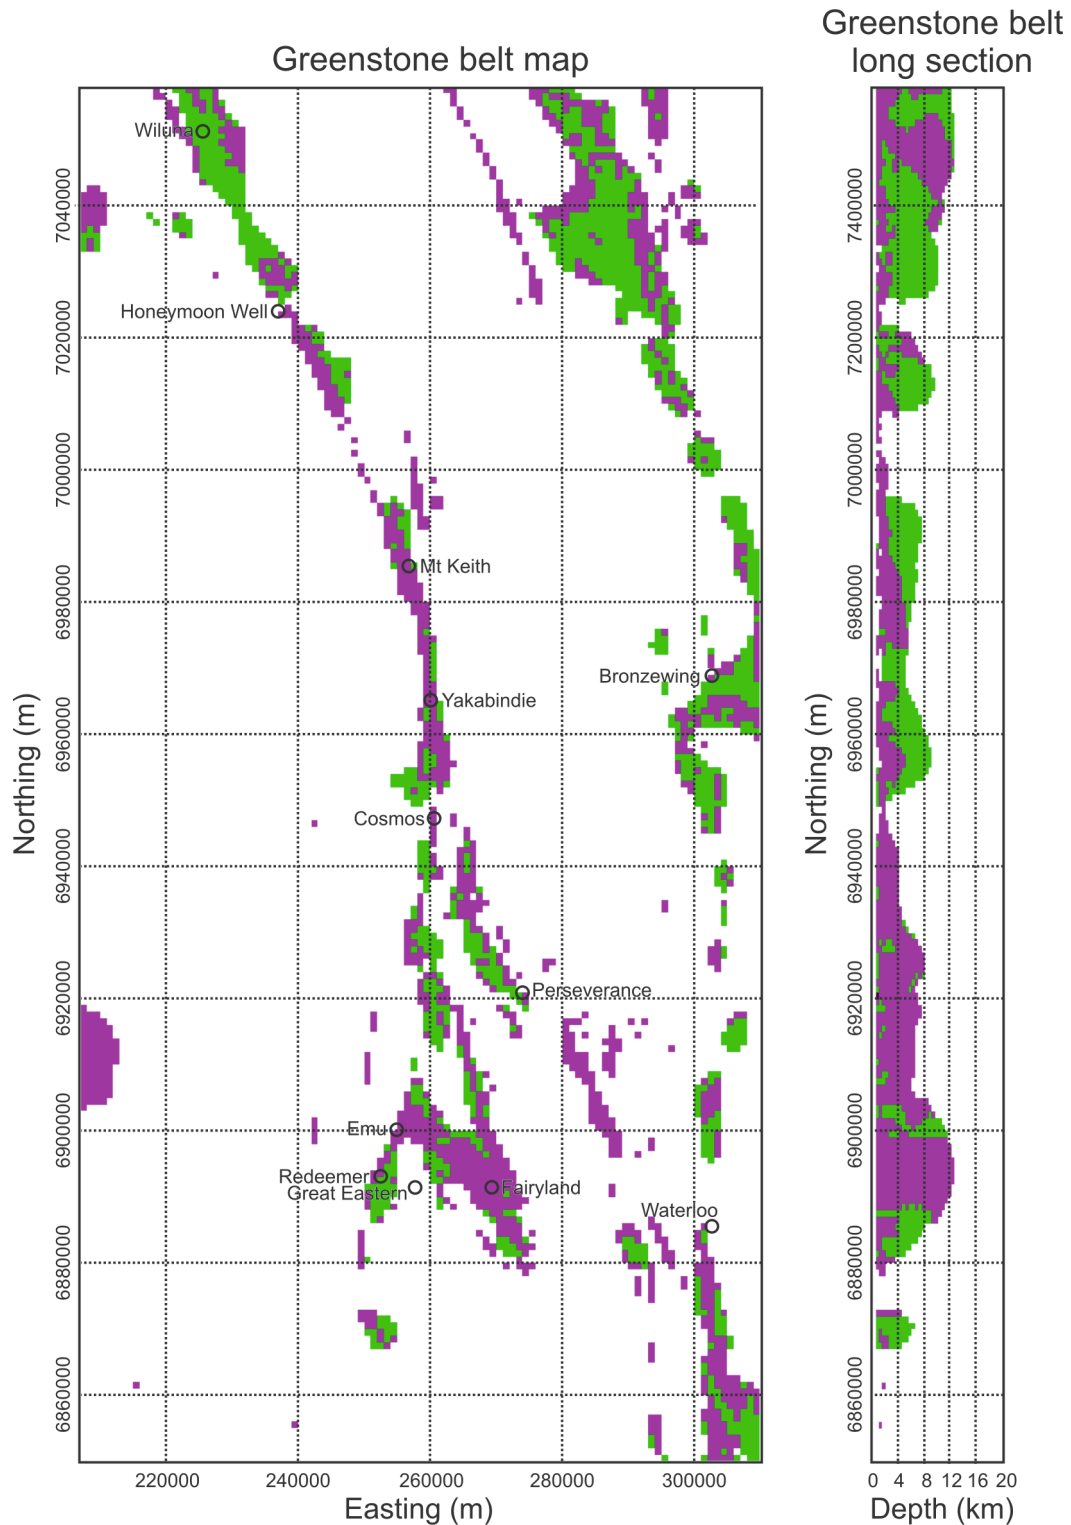 Greenstone belt map
Greenstone belt
long section
Wiluna
Honeymoon Well
Mt Keith
Bronzewing
Yakabindie
Cosmos
Perseverance
Emu
Redeemer
Great Eastern
Fairyland
Waterloo
7040000
7020000
7000000
6980000
6960000
6940000
6920000
6900000
6880000
6860000
Northing (m)
220000 240000 260000 280000 300000
Easting (m)
7400000
7200000
7000000
6980000
6960000
6940000
6920000
6900000
6880000
6860000
Northing (m)
0 4 8 12 16 20
Depth (km)